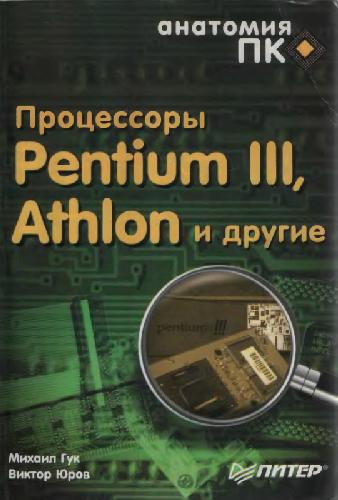 анатомия
ПК
Процессоры
Pentium III,
Athlon и другие
pentium III
Михаил Гук
Виктор Юров
ПИТЕР